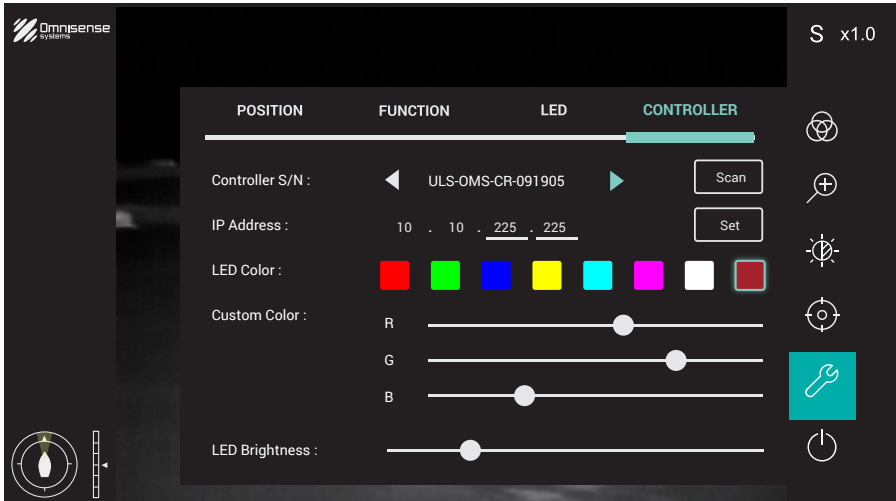 Omnisense
systems
S x1.0
POSITION FUNCTION LED CONTROLLER
Controller S/N : ULS-OMS-CR-091905 Scan
IP Address : 10 . 10 . 225 . 225 Set
LED Color :
Custom Color :
R
G
B
LED Brightness :